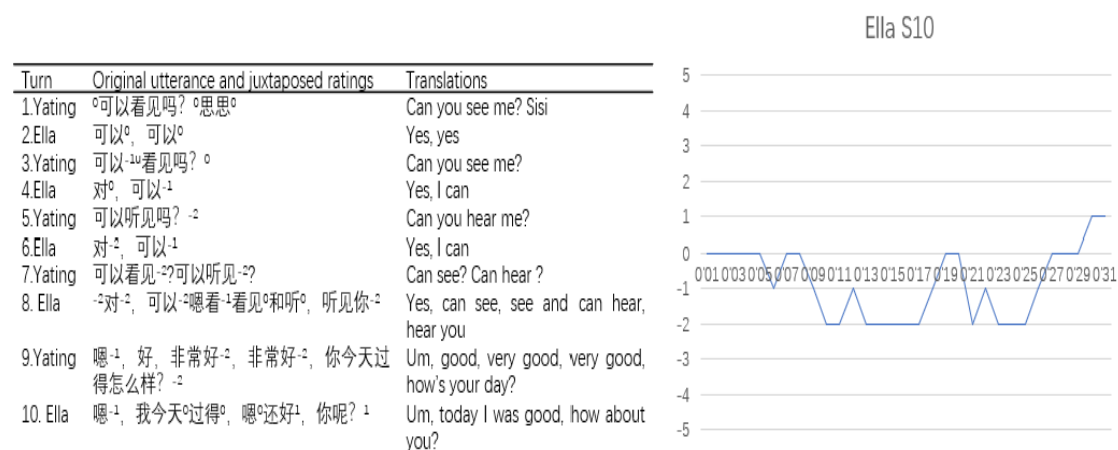 Turn Original utterance and juxtaposed ratings Translations
1.Yating ⁰可以看见吗？⁰思思⁰ Can you see me? Sisi
2.Ella 可以⁰，可以⁰ Yes, yes
3.Yating 可以⁻¹⁰看见吗？⁰ Can you see me?
4.Ella 对⁰，可以⁻¹ Yes, I can
5.Yating 可以听见吗？⁻² Can you hear me?
6.Ella 对⁻²，可以⁻¹ Yes, I can
7.Yating 可以看见⁻²?可以听见⁻²? Can see? Can hear ?
8. Ella ⁻²对⁻²，可以⁻²嗯看⁻¹看见⁰和听⁰，听见你⁻² Yes, can see, see and can hear,
hear you
9.Yating 嗯⁻¹，好，非常好⁻²，非常好⁻²，你今天过 Um, good, very good, very good,
得怎么样？⁻² how's your day?
10. Ella 嗯⁻¹，我今天⁰过得⁰，嗯⁰还好¹，你呢？¹ Um, today I was good, how about
you?
Ella S10
5
4
3
2
1
0
0'01 0'03 0'05 0'07 0'09 0'11 0'13 0'15 0'17 0'19 0'21 0'23 0'25 0'27 0'29 0'31
-1
-2
-3
-4
-5